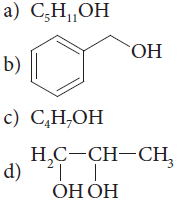 a) C₅H₁₁OH
b) OH
c) C₄H₇OH
d) H₂C—CH—CH₃
OH OH